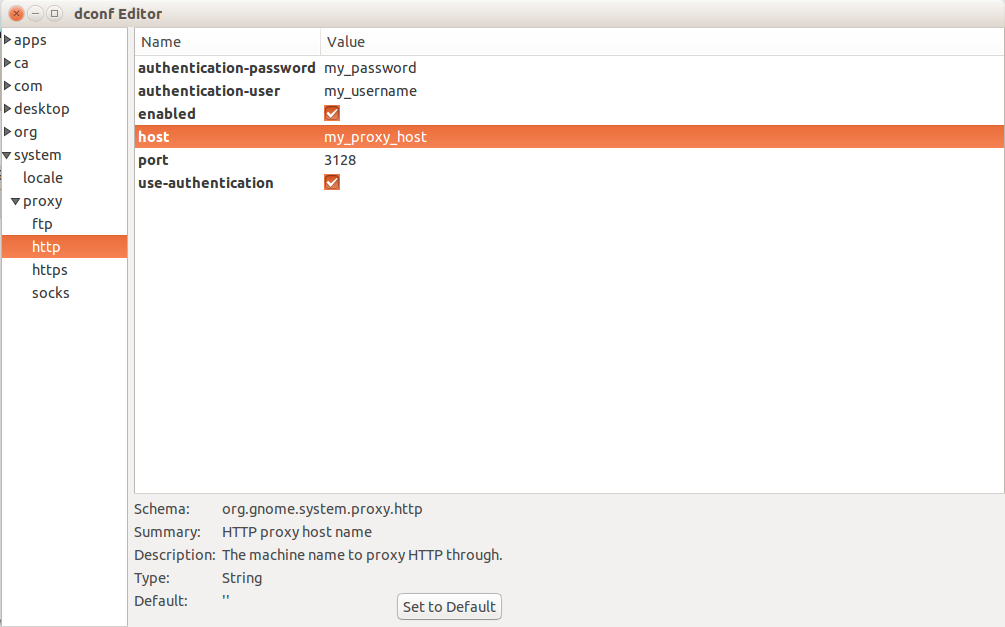 dconf Editor
apps
ca
com
desktop
org
system
locale
proxy
ftp
http
https
socks
Name Value
authentication-password my_password
authentication-user my_username
enabled
host my_proxy_host
port 3128
use-authentication
Schema: org.gnome.system.proxy.http
Summary: HTTP proxy host name
Description: The machine name to proxy HTTP through.
Type: String
Default: ''
Set to Default